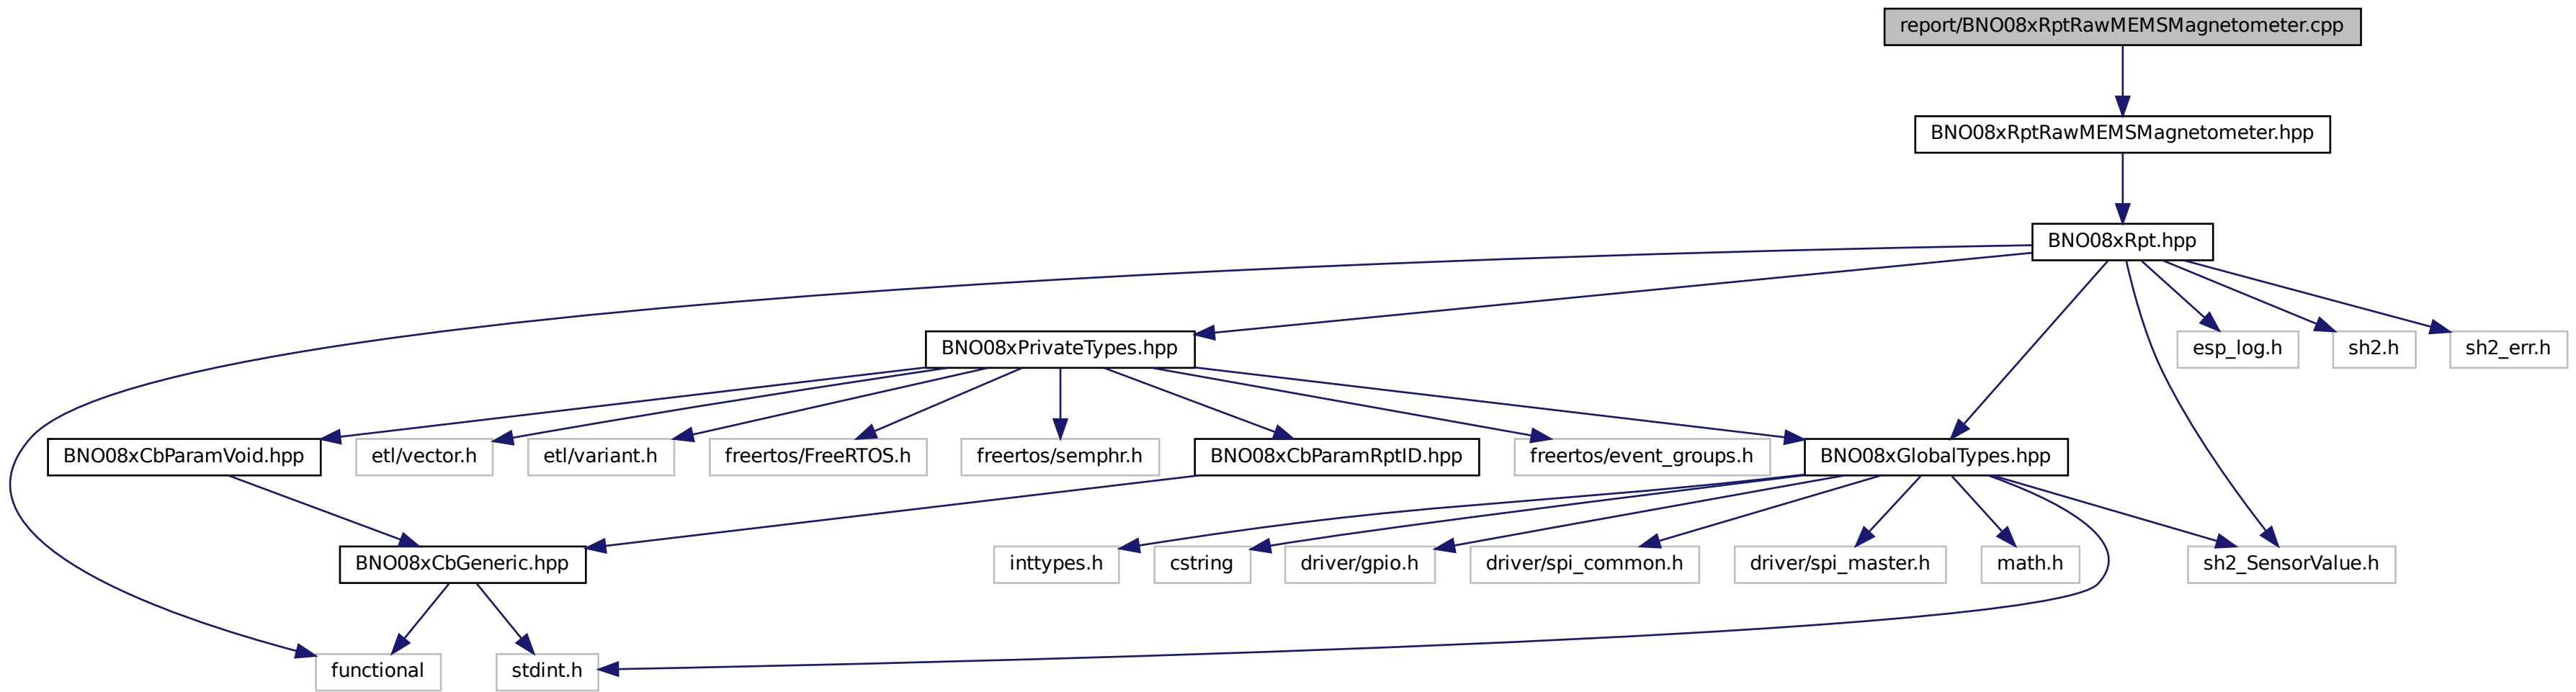 report/BNO08xRptRawMEMSMagnetometer.cpp
BNO08xRptRawMEMSMagnetometer.hpp
BNO08xRpt.hpp
BNO08xPrivateTypes.hpp
esp_log.h
sh2.h
sh2_err.h
BNO08xCbParamVoid.hpp
etl/vector.h
etl/variant.h
freertos/FreeRTOS.h
freertos/semphr.h
BNO08xCbParamRptID.hpp
freertos/event_groups.h
BNO08xGlobalTypes.hpp
BNO08xCbGeneric.hpp
inttypes.h
cstring
driver/gpio.h
driver/spi_common.h
driver/spi_master.h
math.h
sh2_SensorValue.h
functional
stdint.h